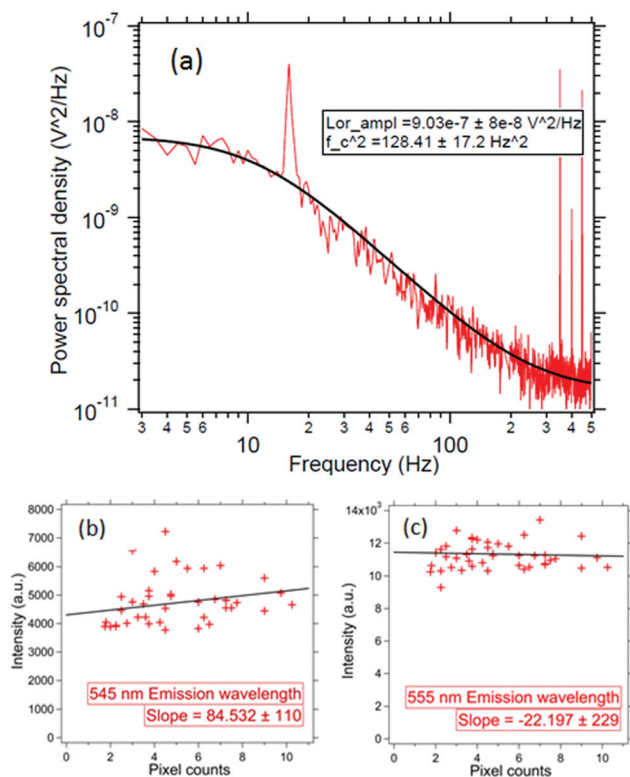 (a)
Power spectral density (V^2/Hz)
10-7
10-8
10-9
10-10
10-11
Lor_ampl =9.03e-7 ± 8e-8 V^2/Hz
f_c^2 =128.41 ± 17.2 Hz^2
3 4 5 6 10 2 3 4 5 6 100 2 3 4 5
Frequency (Hz)
(b)
Intensity (a.u.)
8000
7000
6000
5000
4000
3000
2000
1000
0
545 nm Emission wavelength
Slope = 84.532 ± 110
0 2 4 6 8 10
Pixel counts
(c)
Intensity (a.u.)
14x10³
12
10
8
6
4
2
0
555 nm Emission wavelength
Slope = -22.197 ± 229
0 2 4 6 8 10
Pixel counts